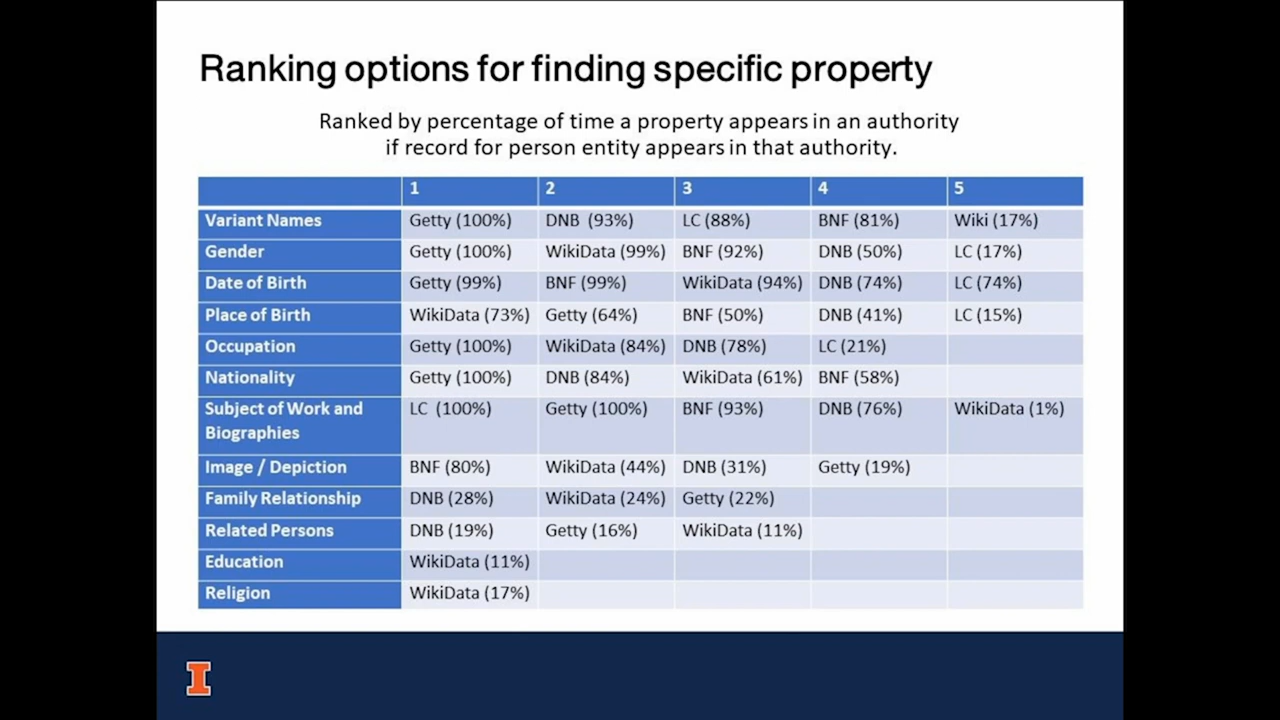 Ranking options for finding specific property
Ranked by percentage of time a property appears in an authority
if record for person entity appears in that authority.
1 2 3 4 5
Variant Names Getty (100%) DNB (93%) LC (88%) BNF (81%) Wiki (17%)
Gender Getty (100%) WikiData (99%) BNF (92%) DNB (50%) LC (17%)
Date of Birth Getty (99%) BNF (99%) WikiData (94%) DNB (74%) LC (74%)
Place of Birth WikiData (73%) Getty (64%) BNF (50%) DNB (41%) LC (15%)
Occupation Getty (100%) WikiData (84%) DNB (78%) LC (21%)
Nationality Getty (100%) DNB (84%) WikiData (61%) BNF (58%)
Subject of Work and LC (100%) Getty (100%) BNF (93%) DNB (76%) WikiData (1%)
Biographies
Image / Depiction BNF (80%) WikiData (44%) DNB (31%) Getty (19%)
Family Relationship DNB (28%) WikiData (24%) Getty (22%)
Related Persons DNB (19%) Getty (16%) WikiData (11%)
Education WikiData (11%)
Religion WikiData (17%)
I